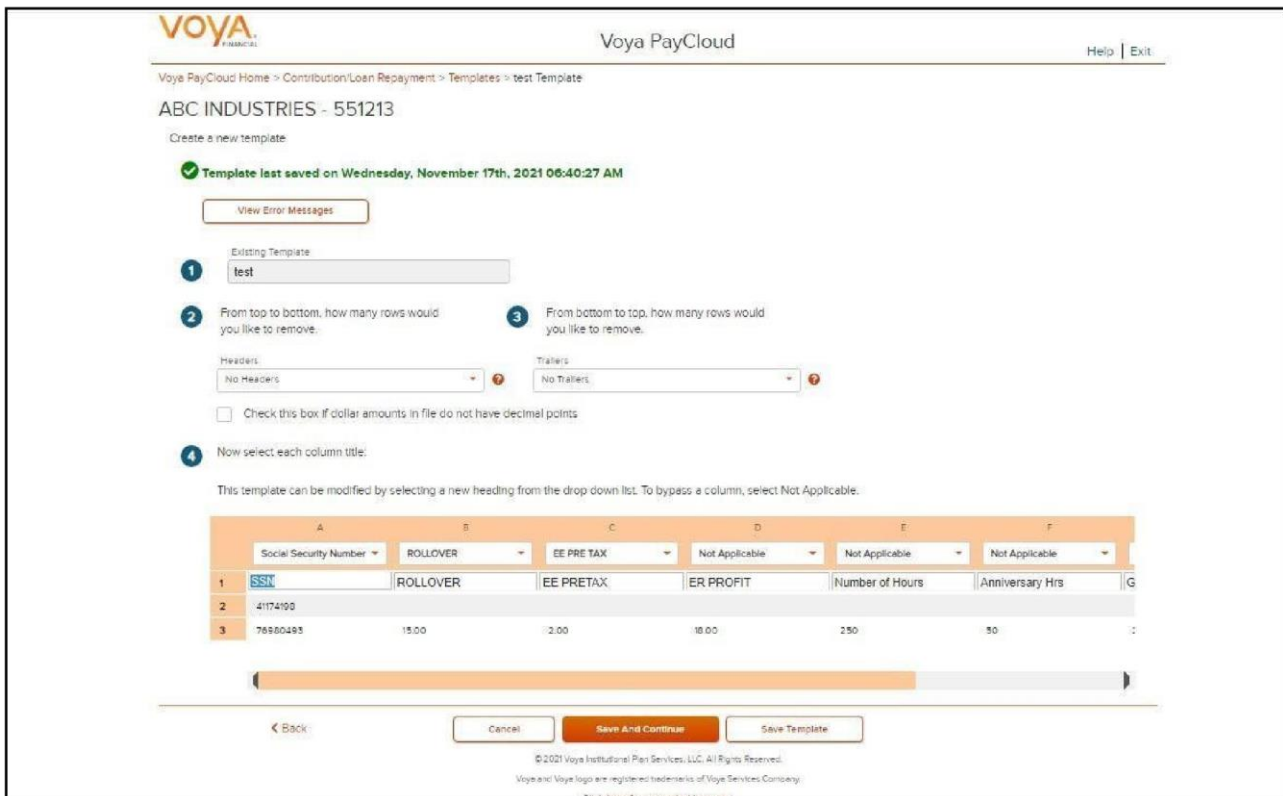 VOYA
FINANCIAL
Voya PayCloud
Help | Exit
Voya PayCloud Home > Contribution/Loan Repayment > Templates > test Template
ABC INDUSTRIES - 551213
Create a new template
Template last saved on Wednesday, November 17th, 2021 06:40:27 AM
View Error Messages
Existing Template
1 test
2 From top to bottom, how many rows would
you like to remove.
3 From bottom to top, how many rows would
you like to remove.
Headers
No Headers ?
Trailers
No Trailers ?
Check this box if dollar amounts in file do not have decimal points
4 Now select each column title:
This template can be modified by selecting a new heading from the drop down list. To bypass a column, select Not Applicable.
A B C D E F
Social Security Number ROLLOVER EE PRE TAX Not Applicable Not Applicable Not Applicable
1 SSN ROLLOVER EE PRETAX ER PROFIT Number of Hours Anniversary Hrs G
2 41174198
3 76980493 15.00 2.00 18.00 250 50
< Back Cancel Save And Continue Save Template
©2021 Voya Institutional Plan Services, LLC. All Rights Reserved.
Voya and Voya logo are registered trademarks of Voya Services Company.